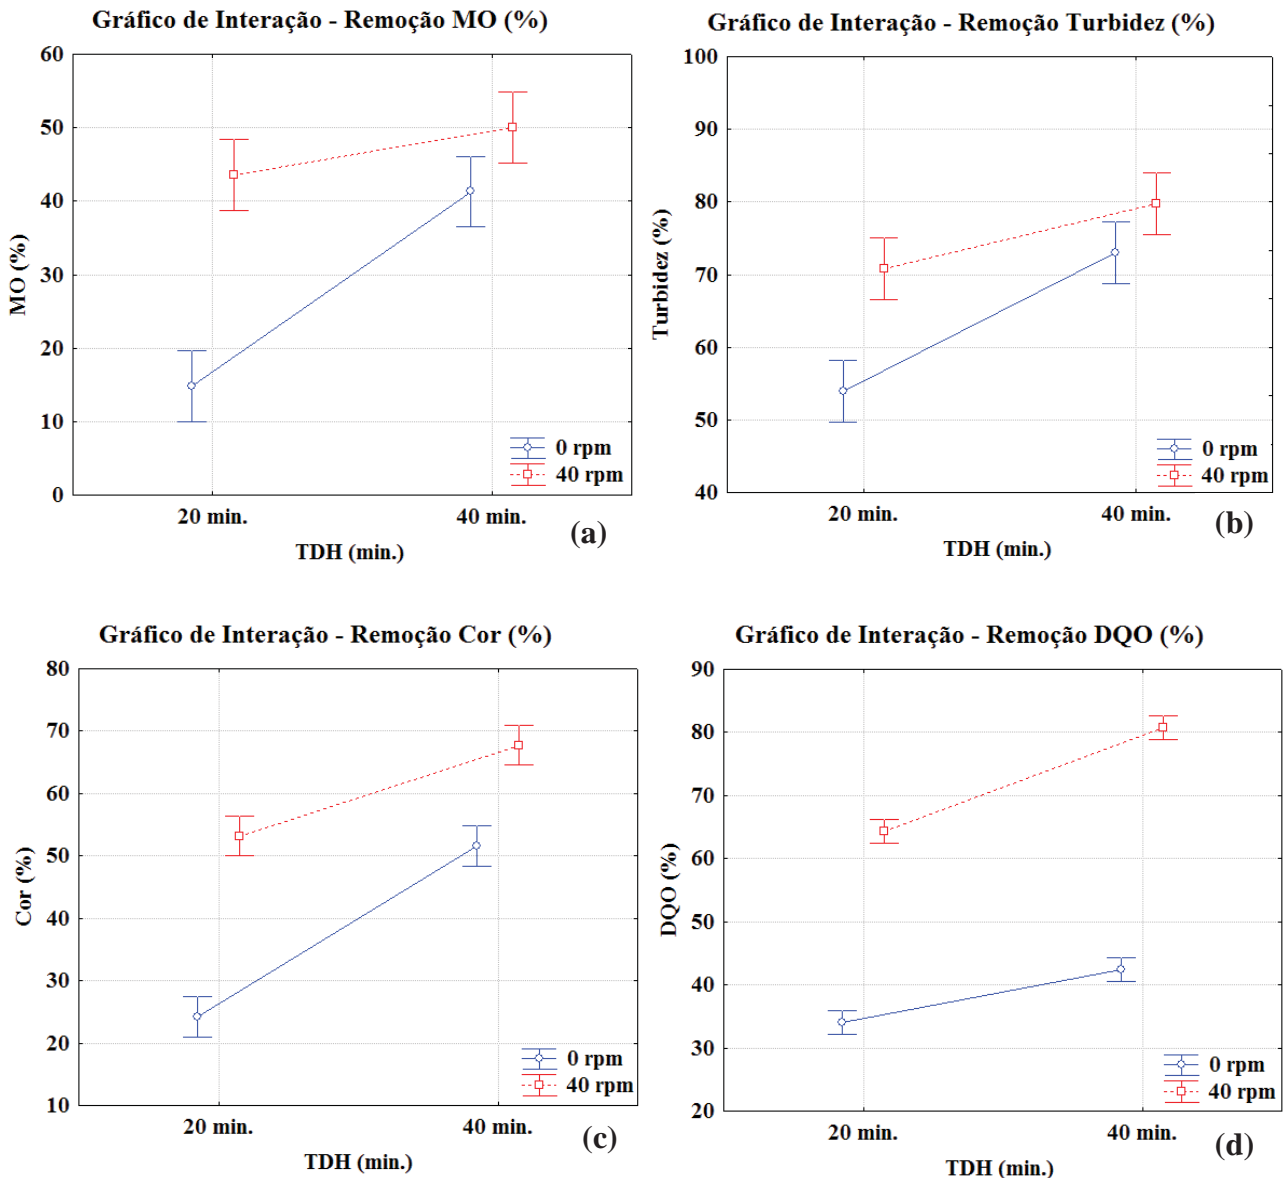 Gráfico de Interação - Remoção MO (%)
60
50
40
30
20
10
0
MO (%)
0 rpm
40 rpm
20 min.
40 min.
(a)
TDH (min.)
Gráfico de Interação - Remoção Turbidez (%)
100
90
80
70
60
50
40
Turbidez (%)
0 rpm
40 rpm
20 min.
40 min.
(b)
TDH (min.)
Gráfico de Interação - Remoção Cor (%)
80
70
60
50
40
30
20
10
Cor (%)
0 rpm
40 rpm
20 min.
40 min.
(c)
TDH (min.)
Gráfico de Interação - Remoção DQO (%)
90
80
70
60
50
40
30
20
DQO (%)
0 rpm
40 rpm
20 min.
40 min.
(d)
TDH (min.)